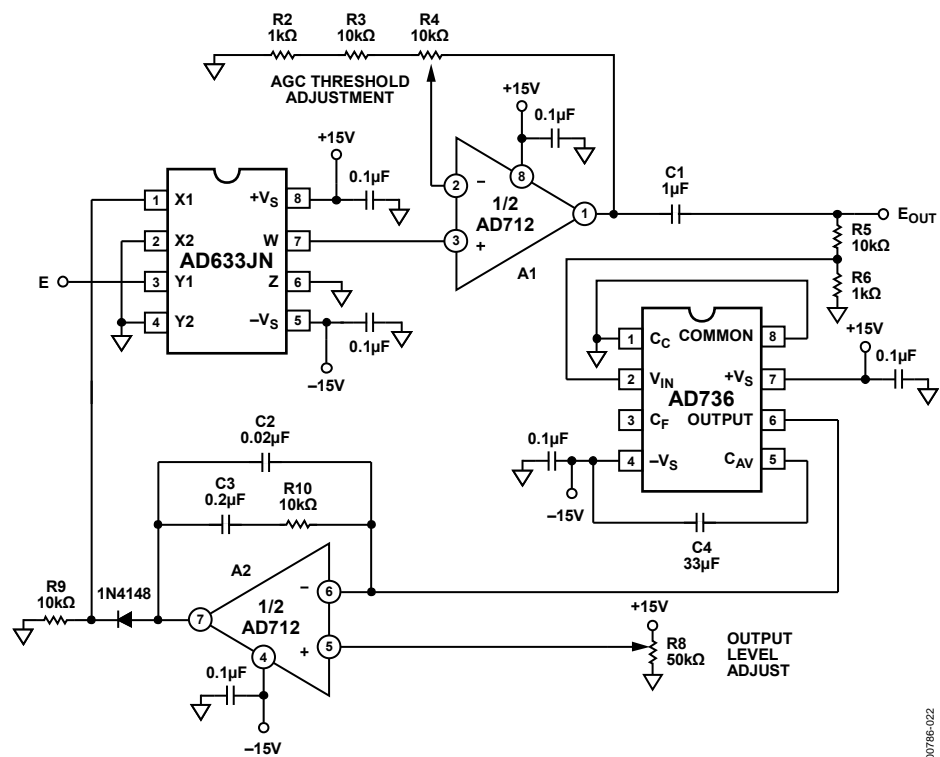 R2
1kΩ
R3
10kΩ
R4
10kΩ
AGC THRESHOLD
ADJUSTMENT
+15V
0.1µF
+15V
0.1µF
1 X1
2 X2
3 Y1
4 Y2
+VS 8
W 7
Z 6
–VS 5
AD633JN
E
0.1µF
–15V
2 –
3 +
8
1
1/2
AD712
A1
C1
1µF
EOUT
R5
10kΩ
R6
1kΩ
1 CC
2 VIN
3 CF
4 –VS
COMMON 8
+VS 7
OUTPUT 6
CAV 5
AD736
+15V
0.1µF
0.1µF
–15V
C4
33µF
C2
0.02µF
C3
0.2µF
R10
10kΩ
R9
10kΩ
1N4148
A2
7
1/2
AD712
– 6
+ 5
4
0.1µF
–15V
+15V
R8
50kΩ
OUTPUT
LEVEL
ADJUST
00786-022